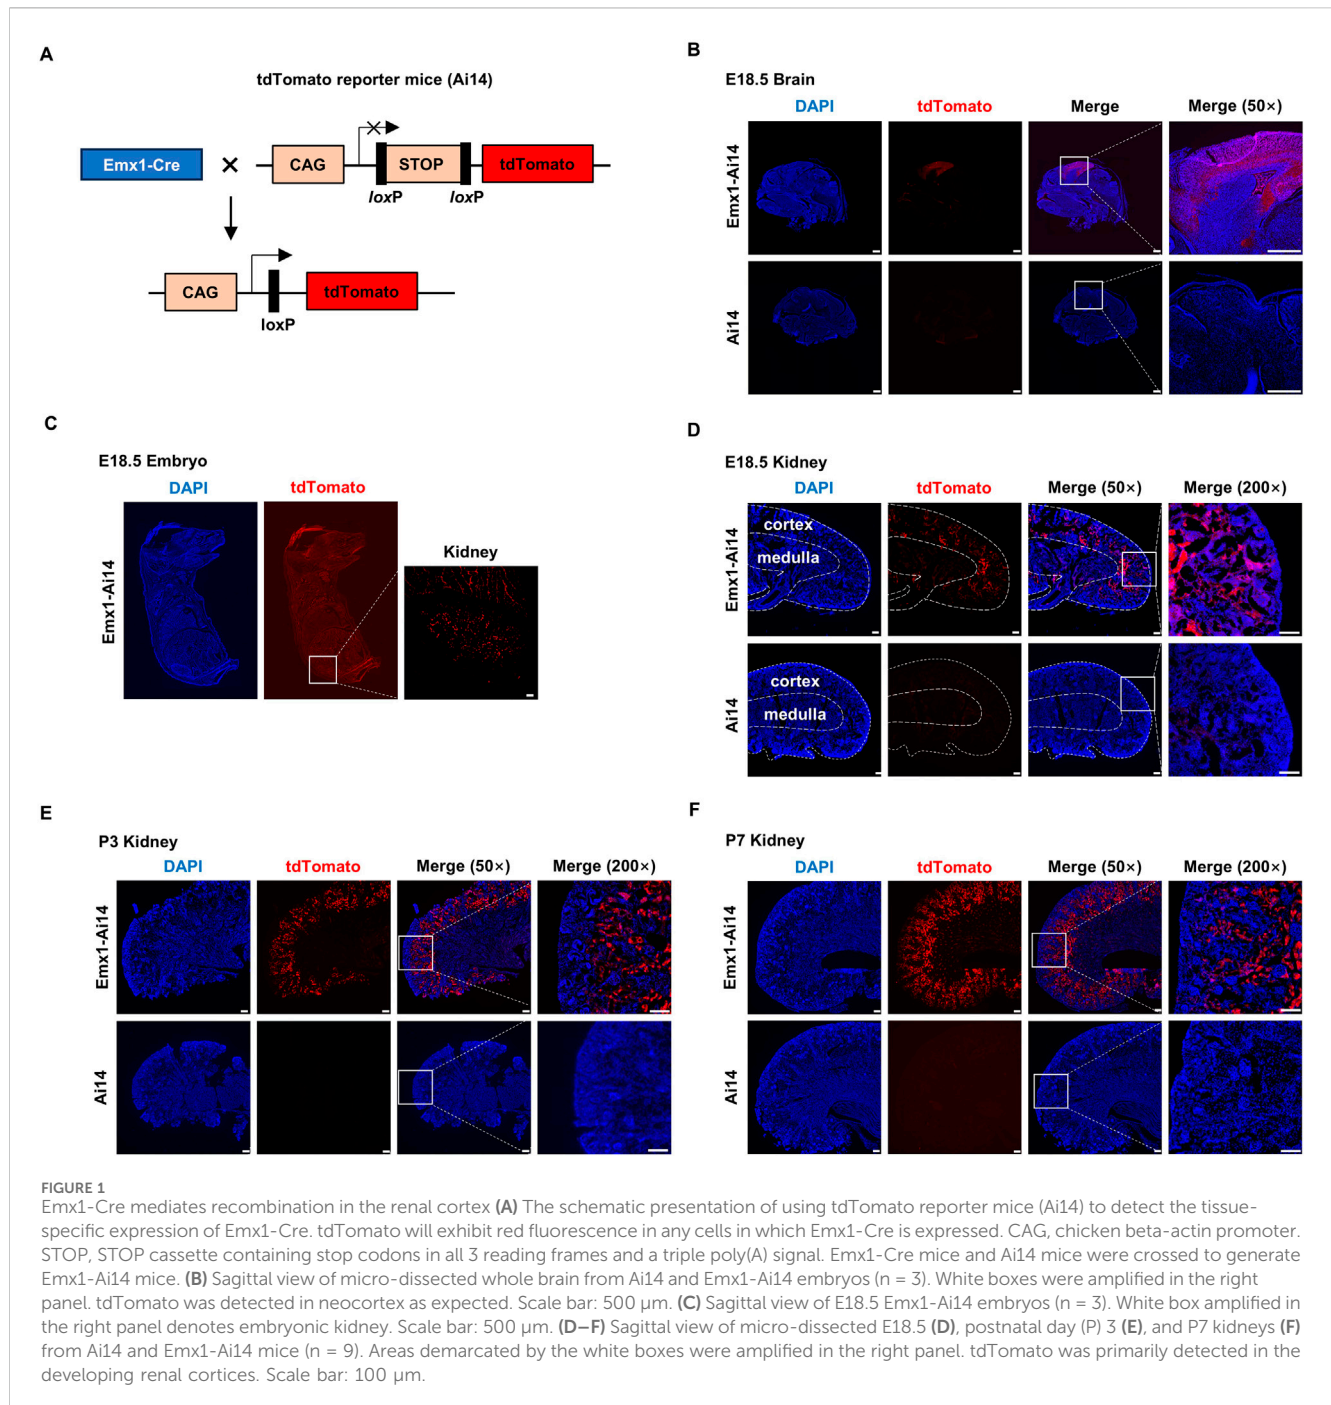 A
tdTomato reporter mice (Ai14)
Emx1-Cre
CAG
STOP
tdTomato
loxP
loxP
CAG
tdTomato
loxP
B
E18.5 Brain
DAPI
tdTomato
Merge
Merge (50×)
Emx1-Ai14
Ai14
C
E18.5 Embryo
DAPI
tdTomato
Kidney
Emx1-Ai14
D
E18.5 Kidney
DAPI
tdTomato
Merge (50×)
Merge (200×)
Emx1-Ai14
cortex
medulla
Ai14
cortex
medulla
E
P3 Kidney
DAPI
tdTomato
Merge (50×)
Merge (200×)
Emx1-Ai14
Ai14
F
P7 Kidney
DAPI
tdTomato
Merge (50×)
Merge (200×)
Emx1-Ai14
Ai14
FIGURE 1
Emx1-Cre mediates recombination in the renal cortex (A) The schematic presentation of using tdTomato reporter mice (Ai14) to detect the tissue-
specific expression of Emx1-Cre. tdTomato will exhibit red fluorescence in any cells in which Emx1-Cre is expressed. CAG, chicken beta-actin promoter.
STOP, STOP cassette containing stop codons in all 3 reading frames and a triple poly(A) signal. Emx1-Cre mice and Ai14 mice were crossed to generate
Emx1-Ai14 mice. (B) Sagittal view of micro-dissected whole brain from Ai14 and Emx1-Ai14 embryos (n = 3). White boxes were amplified in the right
panel. tdTomato was detected in neocortex as expected. Scale bar: 500 µm. (C) Sagittal view of E18.5 Emx1-Ai14 embryos (n = 3). White box amplified in
the right panel denotes embryonic kidney. Scale bar: 500 µm. (D–F) Sagittal view of micro-dissected E18.5 (D), postnatal day (P) 3 (E), and P7 kidneys (F)
from Ai14 and Emx1-Ai14 mice (n = 9). Areas demarcated by the white boxes were amplified in the right panel. tdTomato was primarily detected in the
developing renal cortices. Scale bar: 100 µm.